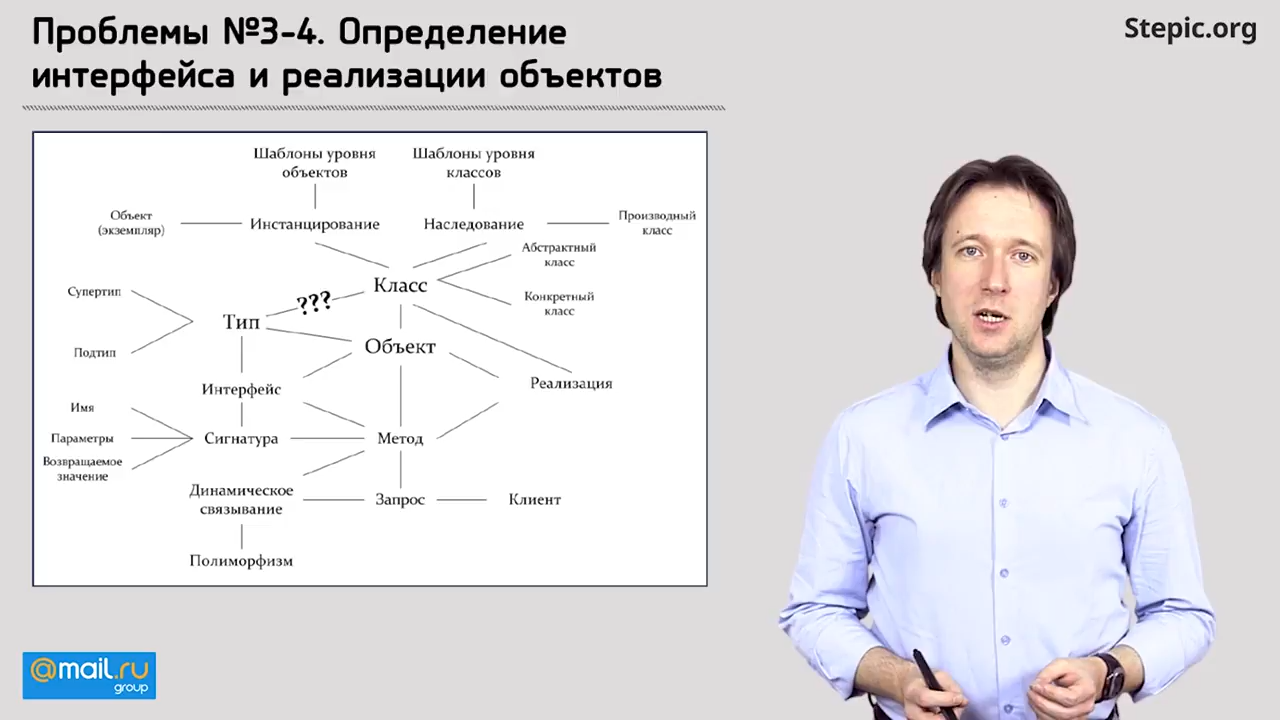 Проблемы №3-4. Определение
интерфейса и реализации объектов
Stepic.org
Шаблоны уровня
объектов
Шаблоны уровня
классов
Объект
(экземпляр)
Инстанцирование
Наследование
Производный
класс
Абстрактный
класс
Класс
Конкретный
класс
Супертип
???
Тип
Объект
Подтип
Интерфейс
Реализация
Имя
Параметры
Сигнатура
Метод
Возвращаемое
значение
Динамическое
связывание
Запрос
Клиент
Полиморфизм
@mail.ru
group